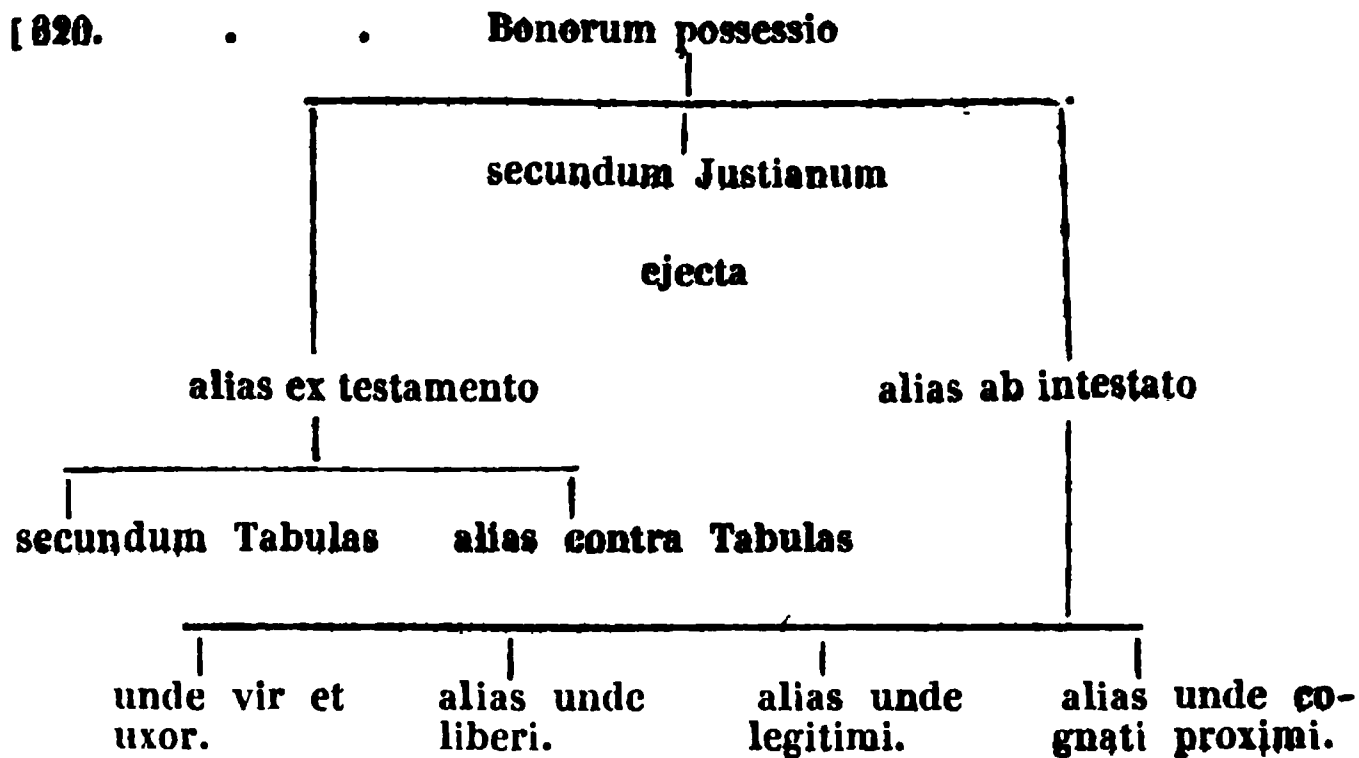 Bonorum possessio
secundum Justianum
ejecta
alias ex testamento alias ab intestato
secundum Tabulas alias contra Tabulas
unde vir et alias unde alias unde alias unde co-
uxor. liberi. legitimi. gnati proximi.